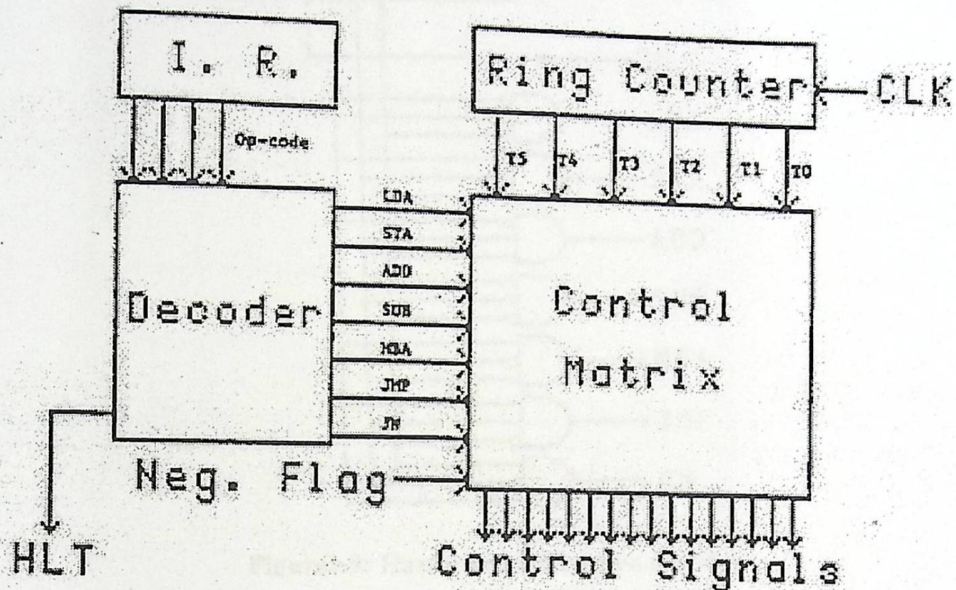 I. R.
Ring Counter
CLK
Op-code
T5 T4 T3 T2 T1 T0
LDA
STA
ADD
SUB
MBA
JMP
JN
Decoder
Control
Matrix
Neg. Flag
HLT
Control Signals